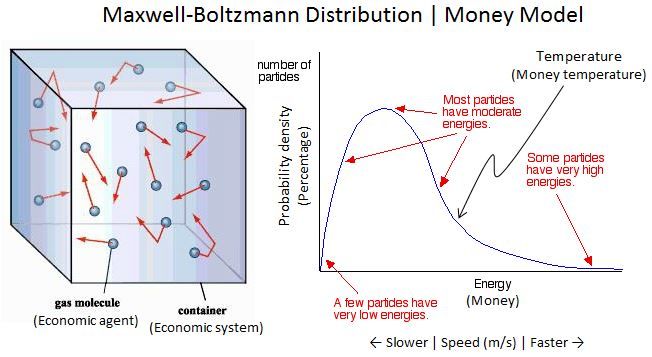 Maxwell-Boltzmann Distribution | Money Model
gas molecule
(Economic agent)
container
(Economic system)
number of
particles
Probability density
(Percentage)
Temperature
(Money temperature)
Most particles
have moderate
energies.
Some particles
have very high
energies.
A few particles have
very low energies.
Energy
(Money)
← Slower | Speed (m/s) | Faster →